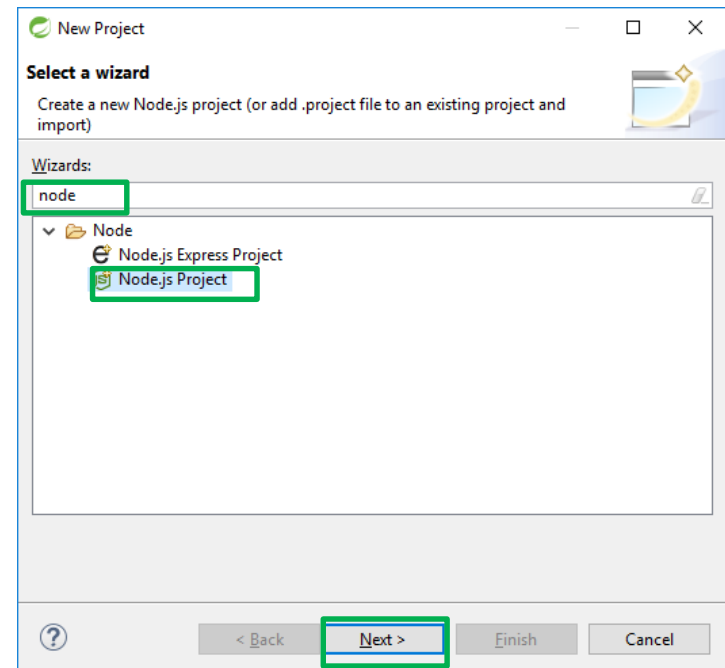 New Project
Select a wizard
Create a new Node.js project (or add .project file to an existing project and
import)
Wizards:
node
Node
Node.js Express Project
Node.js Project
?
< Back
Next >
Finish
Cancel